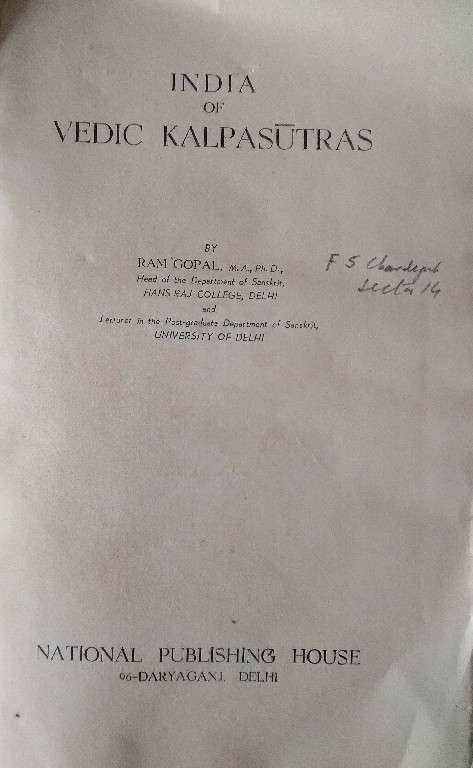 INDIA
OF
VEDIC KALPASŪTRAS
BY
RAM GOPAL, M. A., Ph. D.,
Head of the Department of Sanskrit,
HANS RAJ COLLEGE, DELHI
and
Lecturer in the Post-graduate Department of Sanskrit,
UNIVERSITY OF DELHI
F S
Sector 14
NATIONAL PUBLISHING HOUSE
66-DARYAGANJ, DELHI